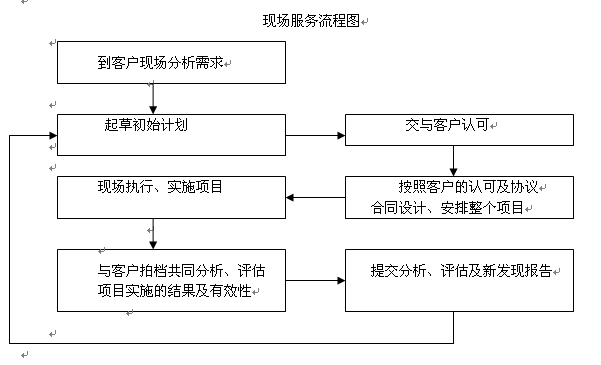 现场服务流程图
到客户现场分析需求
起草初始计划
交与客户认可
按照客户的认可及协议
合同设计、安排整个项目
现场执行、实施项目
与客户拍档共同分析、评估
项目实施的结果及有效性
提交分析、评估及新发现报告